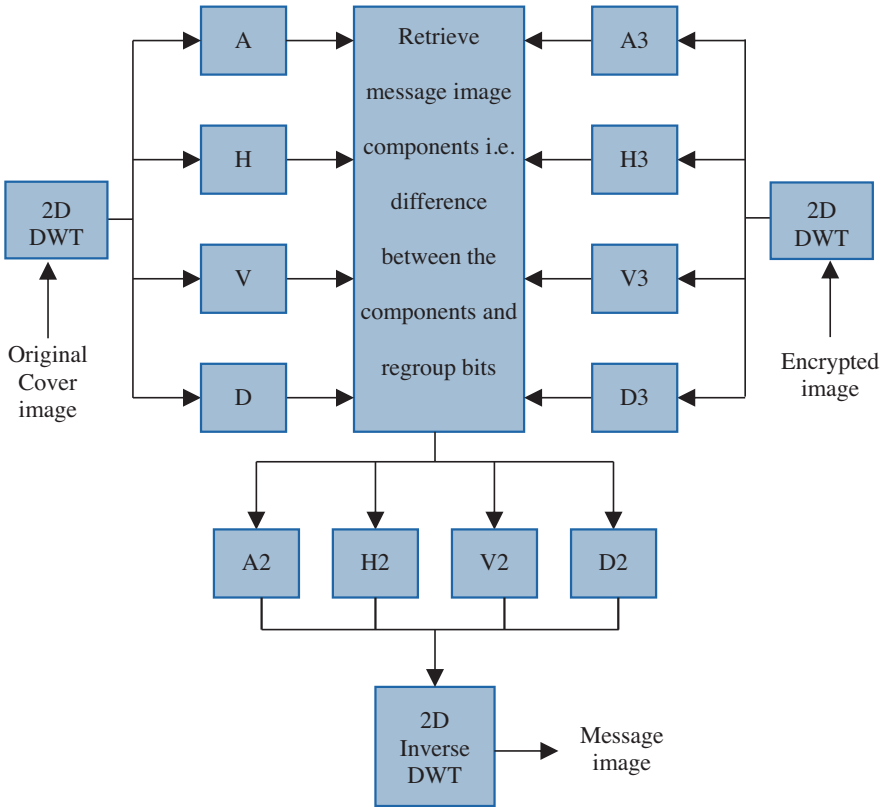 A
H
V
D
2D
DWT
Original
Cover
image
Retrieve
message image
components i.e.
difference
between the
components and
regroup bits
A3
H3
V3
D3
2D
DWT
Encrypted
image
A2
H2
V2
D2
2D
Inverse
DWT
Message
image